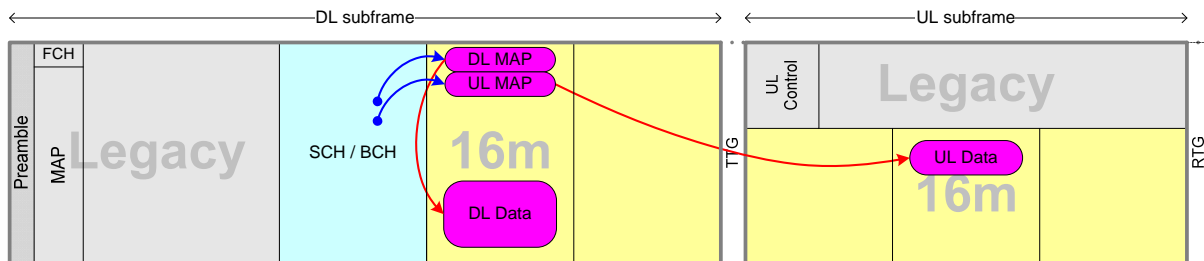 DL subframe
UL subframe
Preamble
FCH
MAP
Legacy
SCH / BCH
DL MAP
UL MAP
16m
DL Data
TTG
UL
Control
Legacy
UL Data
16m
RTG